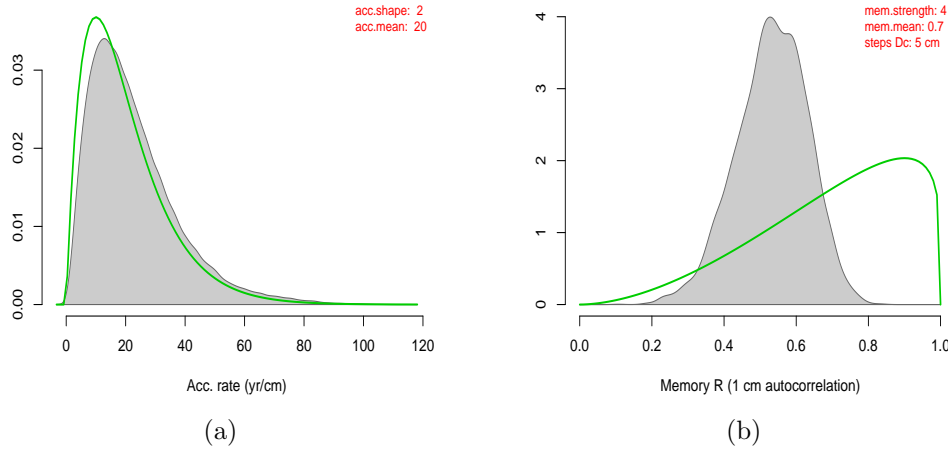 acc.shape: 2
acc.mean: 20
0.00 0.01 0.02 0.03
0 20 40 60 80 100 120
Acc. rate (yr/cm)
(a)
mem.strength: 4
mem.mean: 0.7
steps Dc: 5 cm
0 1 2 3 4
0.0 0.2 0.4 0.6 0.8 1.0
Memory R (1 cm autocorrelation)
(b)